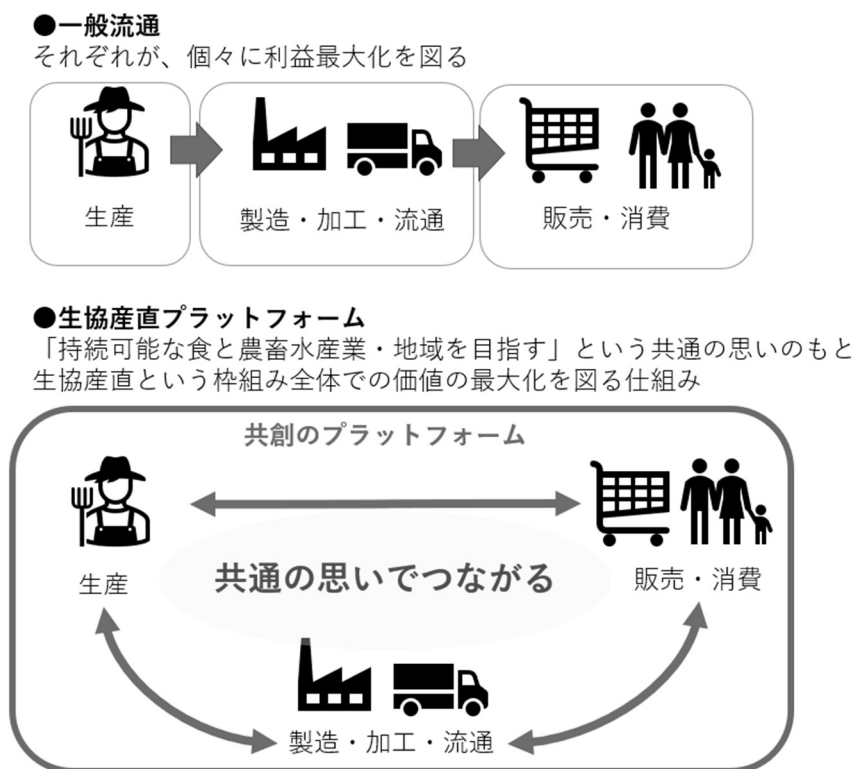 ●一般流通
それぞれが、個々に利益最大化を図る
生産
製造・加工・流通
販売・消費
●生協産直プラットフォーム
「持続可能な食と農畜水産業・地域を目指す」という共通の思いのもと
生協産直という枠組み全体での価値の最大化を図る仕組み
共創のプラットフォーム
共通の思いでつながる
生産
販売・消費
製造・加工・流通